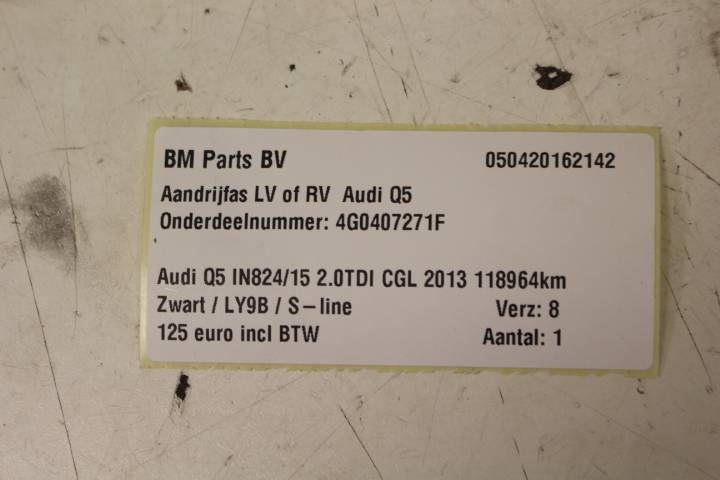 BM Parts BV 050420162142
Aandrijfas LV of RV Audi Q5
Onderdeelnummer: 4G0407271F
Audi Q5 IN824/15 2.0TDI CGL 2013 118964km
Zwart / LY9B / S-line Verz: 8
125 euro incl BTW Aantal: 1